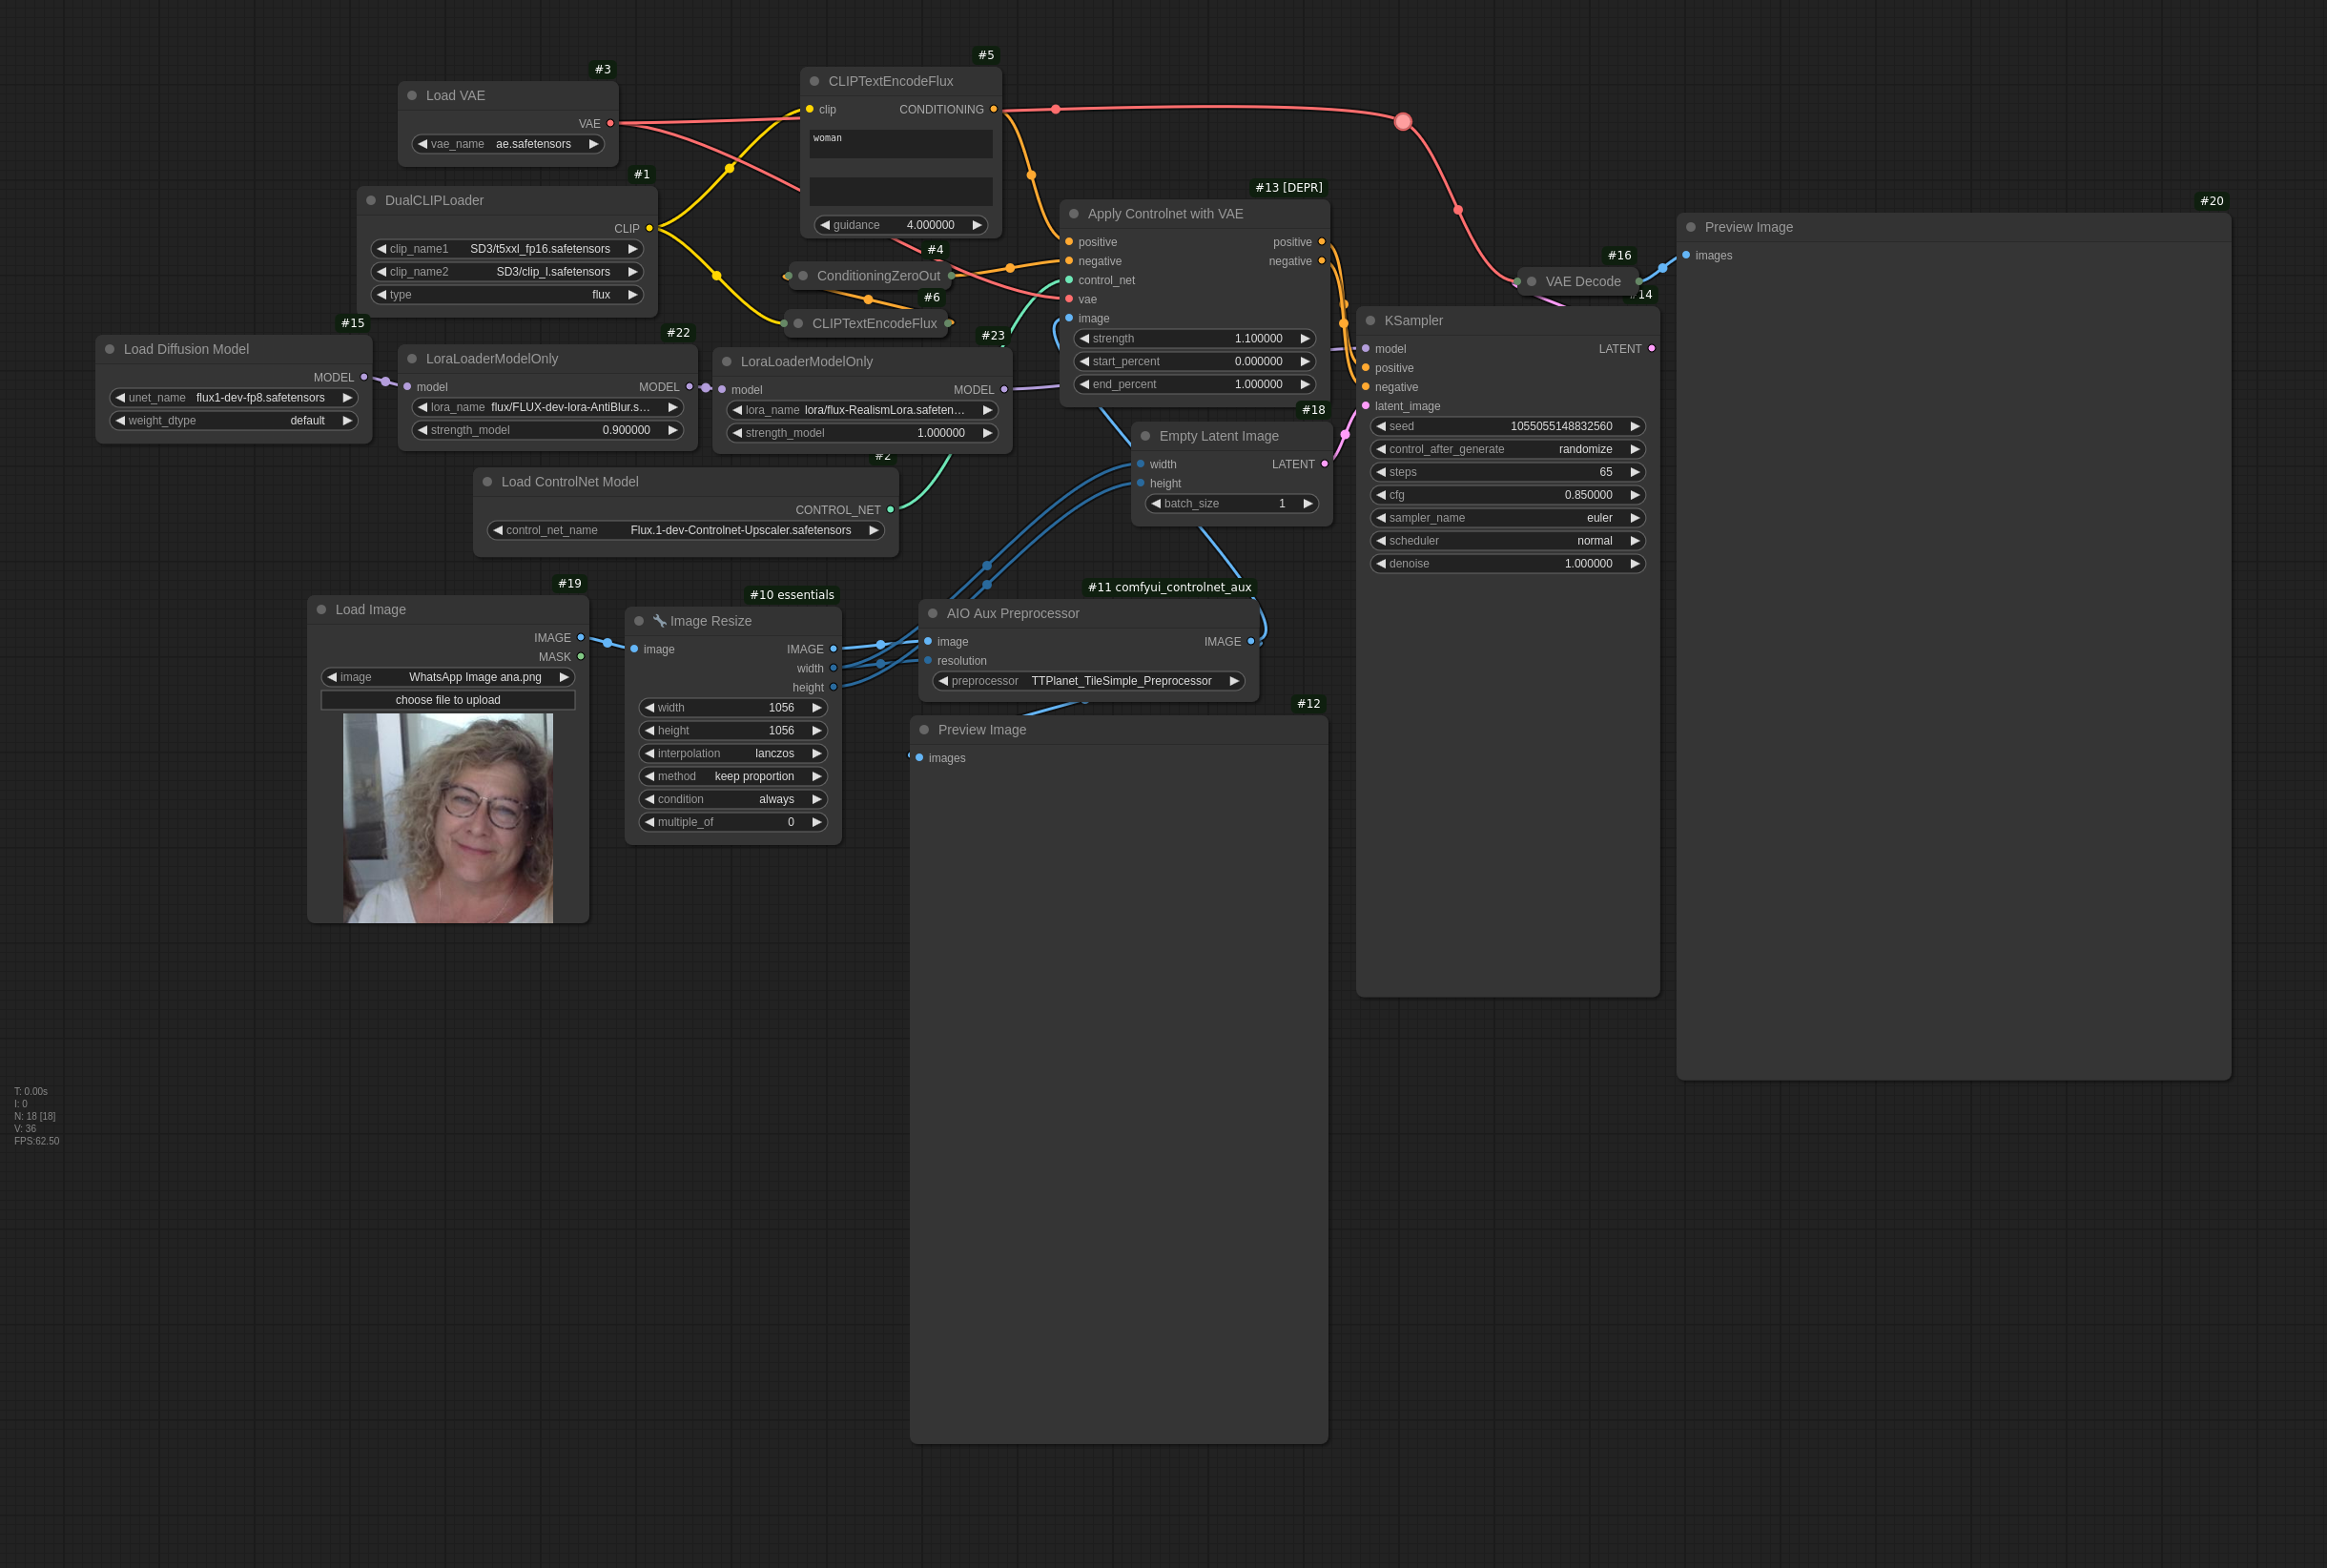 #3
Load VAE
VAE
vae_name ae.safetensors
#5
CLIPTextEncodeFlux
clip CONDITIONING
woman
guidance 4.000000
#1
DualCLIPLoader
CLIP
clip_name1 SD3/t5xxl_fp16.safetensors
clip_name2 SD3/clip_l.safetensors
type flux
#4
ConditioningZeroOut
#6
CLIPTextEncodeFlux
#13 [DEPR]
Apply Controlnet with VAE
positive positive
negative negative
control_net
vae
image
strength 1.100000
start_percent 0.000000
end_percent 1.000000
#16
VAE Decode
#20
Preview Image
images
#15
Load Diffusion Model
MODEL
unet_name flux1-dev-fp8.safetensors
weight_dtype default
#22
LoraLoaderModelOnly
model MODEL
lora_name flux/FLUX-dev-lora-AntiBlur.s…
strength_model 0.900000
#23
LoraLoaderModelOnly
model MODEL
lora_name lora/flux-RealismLora.safeten…
strength_model 1.000000
#14
KSampler
model LATENT
positive
negative
latent_image
seed 1055055148832560
control_after_generate randomize
steps 65
cfg 0.850000
sampler_name euler
scheduler normal
denoise 1.000000
#18
Empty Latent Image
width LATENT
height
batch_size 1
#2
Load ControlNet Model
CONTROL_NET
control_net_name Flux.1-dev-Controlnet-Upscaler.safetensors
#19
Load Image
IMAGE
MASK
image WhatsApp Image ana.png
choose file to upload
#10 essentials
🔧 Image Resize
image IMAGE
width
height
width 1056
height 1056
interpolation lanczos
method keep proportion
condition always
multiple_of 0
#11 comfyui_controlnet_aux
AIO Aux Preprocessor
image IMAGE
resolution
preprocessor TTPlanet_TileSimple_Preprocessor
#12
Preview Image
images
T: 0.00s
I: 0
N: 18 [18]
V: 36
FPS:62.50